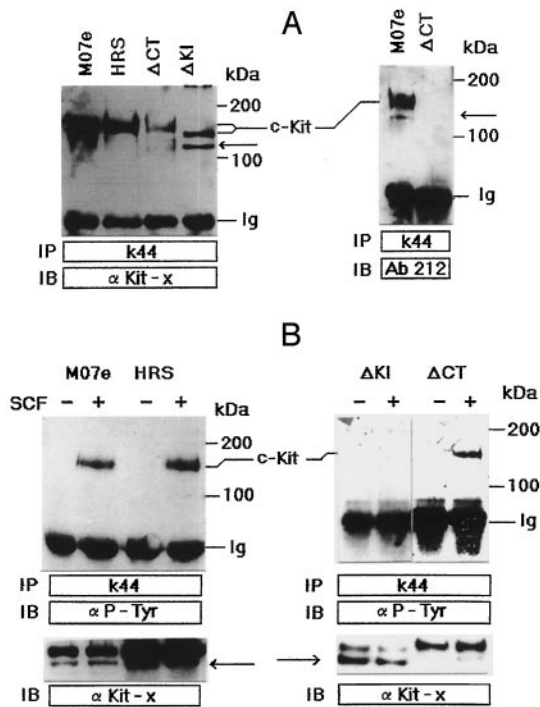 A
M07e HRS ΔCT ΔKI kDa
200
c-Kit
100
Ig
IP k44
IB α Kit-x
M07e ΔCT
kDa
200
100
Ig
IP k44
IB Ab 212
B
M07e HRS
SCF - + - + kDa
200
c-Kit
100
Ig
IP k44
IB α P-Tyr
IB α Kit-x
ΔKI ΔCT
- + - + kDa
200
100
Ig
IP k44
IB α P-Tyr
IB α Kit-x